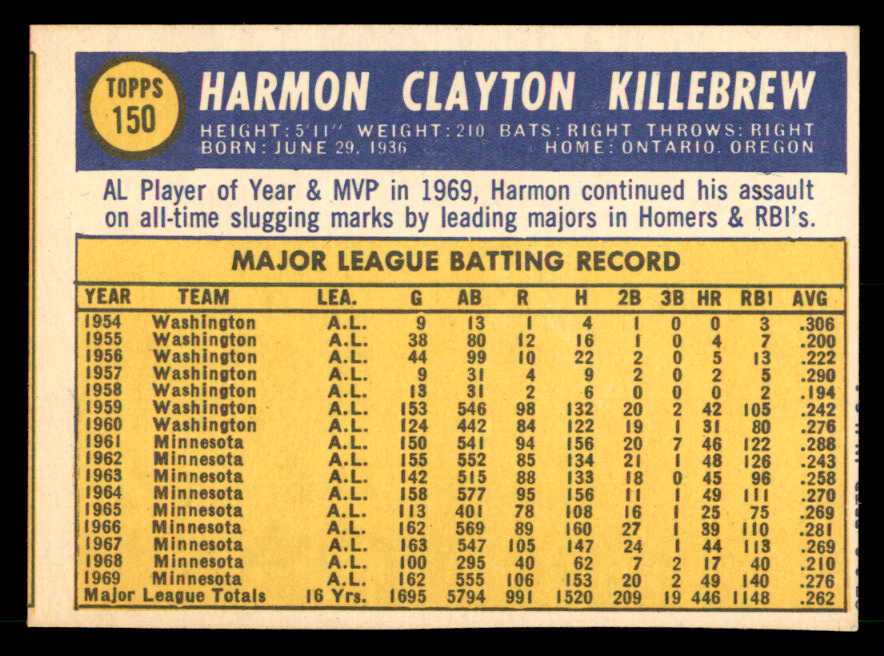 TOPPS
150
HARMON CLAYTON KILLEBREW
HEIGHT: 5'11" WEIGHT: 210 BATS: RIGHT THROWS: RIGHT
BORN: JUNE 29, 1936 HOME: ONTARIO, OREGON
AL Player of Year & MVP in 1969, Harmon continued his assault
on all-time slugging marks by leading majors in Homers & RBI's.
MAJOR LEAGUE BATTING RECORD
YEAR TEAM LEA. G AB R H 2B 3B HR RBI AVG
1954 Washington A.L. 9 13 1 4 1 0 0 3 .306
1955 Washington A.L. 38 80 12 16 1 0 4 7 .200
1956 Washington A.L. 44 99 10 22 2 0 5 13 .222
1957 Washington A.L. 9 31 4 9 2 0 2 5 .290
1958 Washington A.L. 13 31 2 6 0 0 0 2 .194
1959 Washington A.L. 153 546 98 132 20 2 42 105 .242
1960 Washington A.L. 124 442 84 122 19 1 31 80 .276
1961 Minnesota A.L. 150 541 94 156 20 7 46 122 .288
1962 Minnesota A.L. 155 552 85 134 21 1 48 126 .243
1963 Minnesota A.L. 142 515 88 133 18 0 45 96 .258
1964 Minnesota A.L. 158 577 95 156 11 1 49 111 .270
1965 Minnesota A.L. 113 401 78 108 16 1 25 75 .269
1966 Minnesota A.L. 162 569 89 160 27 1 39 110 .281
1967 Minnesota A.L. 163 547 105 147 24 1 44 113 .269
1968 Minnesota A.L. 100 295 40 62 7 2 17 40 .210
1969 Minnesota A.L. 162 555 106 153 20 2 49 140 .276
Major League Totals 16 Yrs. 1695 5794 991 1520 209 19 446 1148 .262